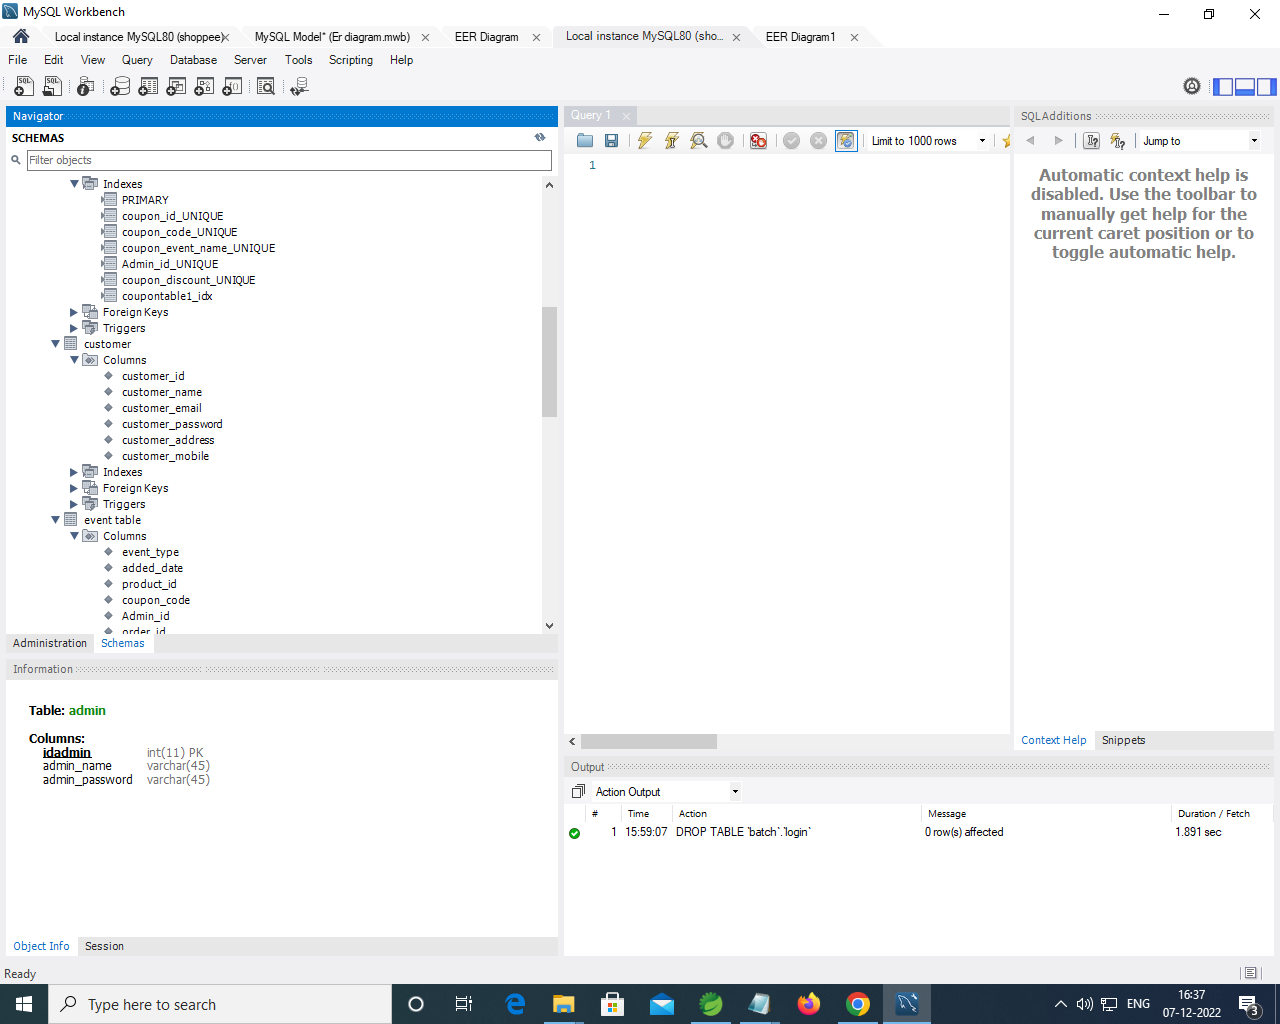 MySQL Workbench
Local instance MySQL80 (shoppee)
MySQL Model* (Er diagram.mwb)
EER Diagram
Local instance MySQL80 (sho...
EER Diagram1
File Edit View Query Database Server Tools Scripting Help
Navigator
SCHEMAS
Filter objects
Indexes
PRIMARY
coupon_id_UNIQUE
coupon_code_UNIQUE
coupon_event_name_UNIQUE
Admin_id_UNIQUE
coupon_discount_UNIQUE
coupontable1_idx
Foreign Keys
Triggers
customer
Columns
customer_id
customer_name
customer_email
customer_password
customer_address
customer_mobile
Indexes
Foreign Keys
Triggers
event table
Columns
event_type
added_date
product_id
coupon_code
Admin_id
order_id
Administration Schemas
Information
Table: admin
Columns:
idadmin int(11) PK
admin_name varchar(45)
admin_password varchar(45)
Object Info Session
Query 1
Limit to 1000 rows
1
SQLAdditions
Jump to
Automatic context help is
disabled. Use the toolbar to
manually get help for the
current caret position or to
toggle automatic help.
Context Help Snippets
Output
Action Output
# Time Action Message Duration / Fetch
1 15:59:07 DROP TABLE `batch`.`login` 0 row(s) affected 1.891 sec
Ready
Type here to search
ENG
16:37
07-12-2022
3